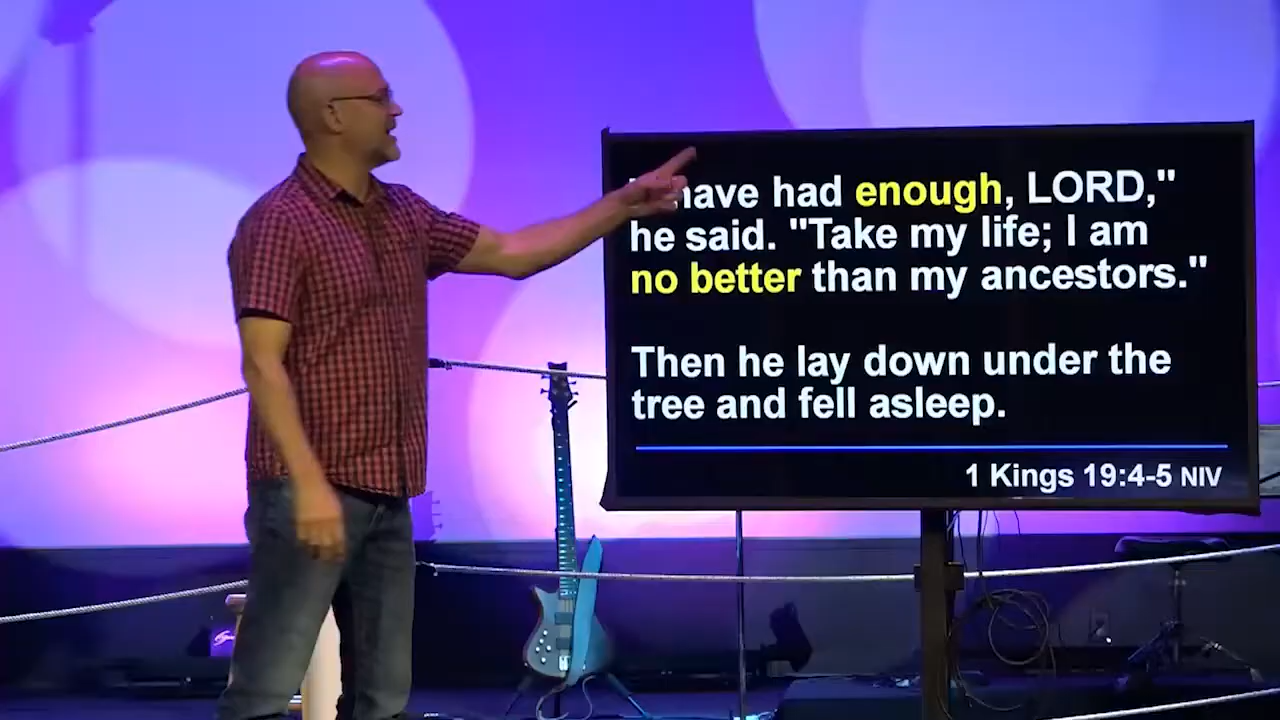 have had enough, LORD,"
he said. "Take my life; I am
no better than my ancestors."
Then he lay down under the
tree and fell asleep.
1 Kings 19:4-5 NIV